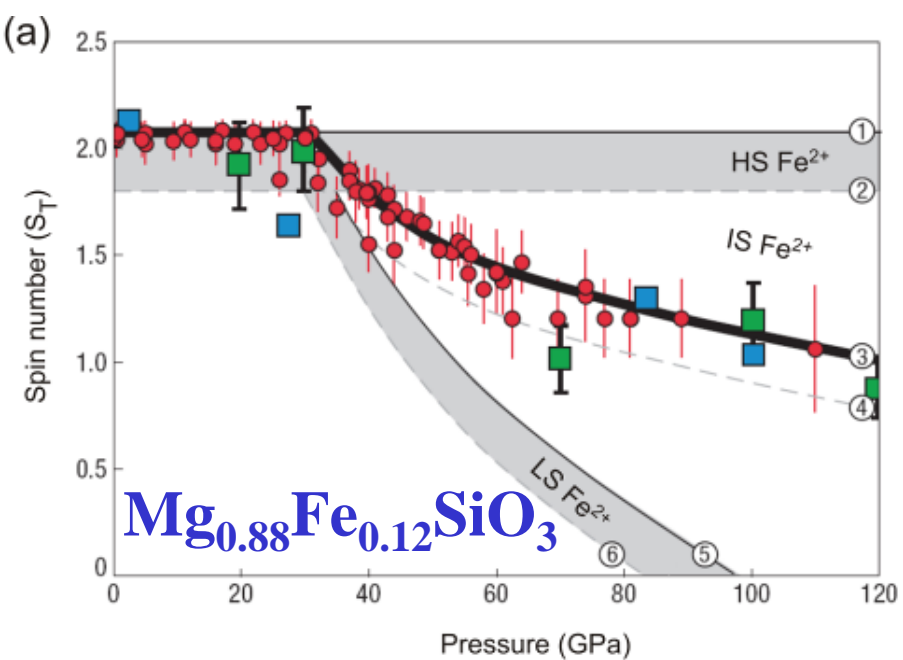 (a)
2.5
2.0
1.5
1.0
0.5
0
Spin number (S_T)
HS Fe²⁺
IS Fe²⁺
LS Fe²⁺
①
②
③
④
⑤
⑥
Mg₀.₈₈Fe₀.₁₂SiO₃
0 20 40 60 80 100 120
Pressure (GPa)